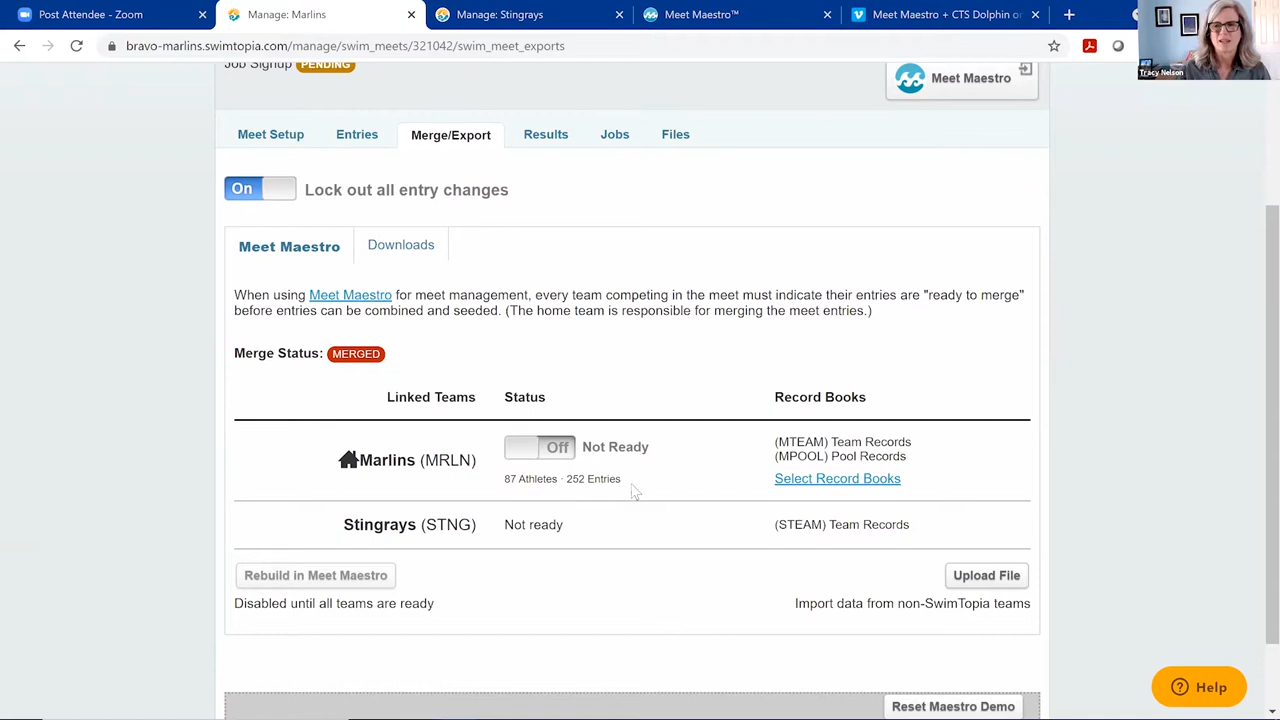 Post Attendee - Zoom
Manage: Marlins
Manage: Stingrays
Meet Maestro™
Meet Maestro + CTS Dolphin on
bravo-marlins.swimtopia.com/manage/swim_meets/321042/swim_meet_exports
Tracy Nelson
Job Signup PENDING
Meet Maestro
Meet Setup
Entries
Merge/Export
Results
Jobs
Files
On
Lock out all entry changes
Meet Maestro
Downloads
When using Meet Maestro for meet management, every team competing in the meet must indicate their entries are "ready to merge"
before entries can be combined and seeded. (The home team is responsible for merging the meet entries.)
Merge Status: MERGED
Linked Teams
Status
Record Books
Marlins (MRLN)
Off
Not Ready
87 Athletes · 252 Entries
(MTEAM) Team Records
(MPOOL) Pool Records
Select Record Books
Stingrays (STNG)
Not ready
(STEAM) Team Records
Rebuild in Meet Maestro
Upload File
Disabled until all teams are ready
Import data from non-SwimTopia teams
Help
Reset Maestro Demo